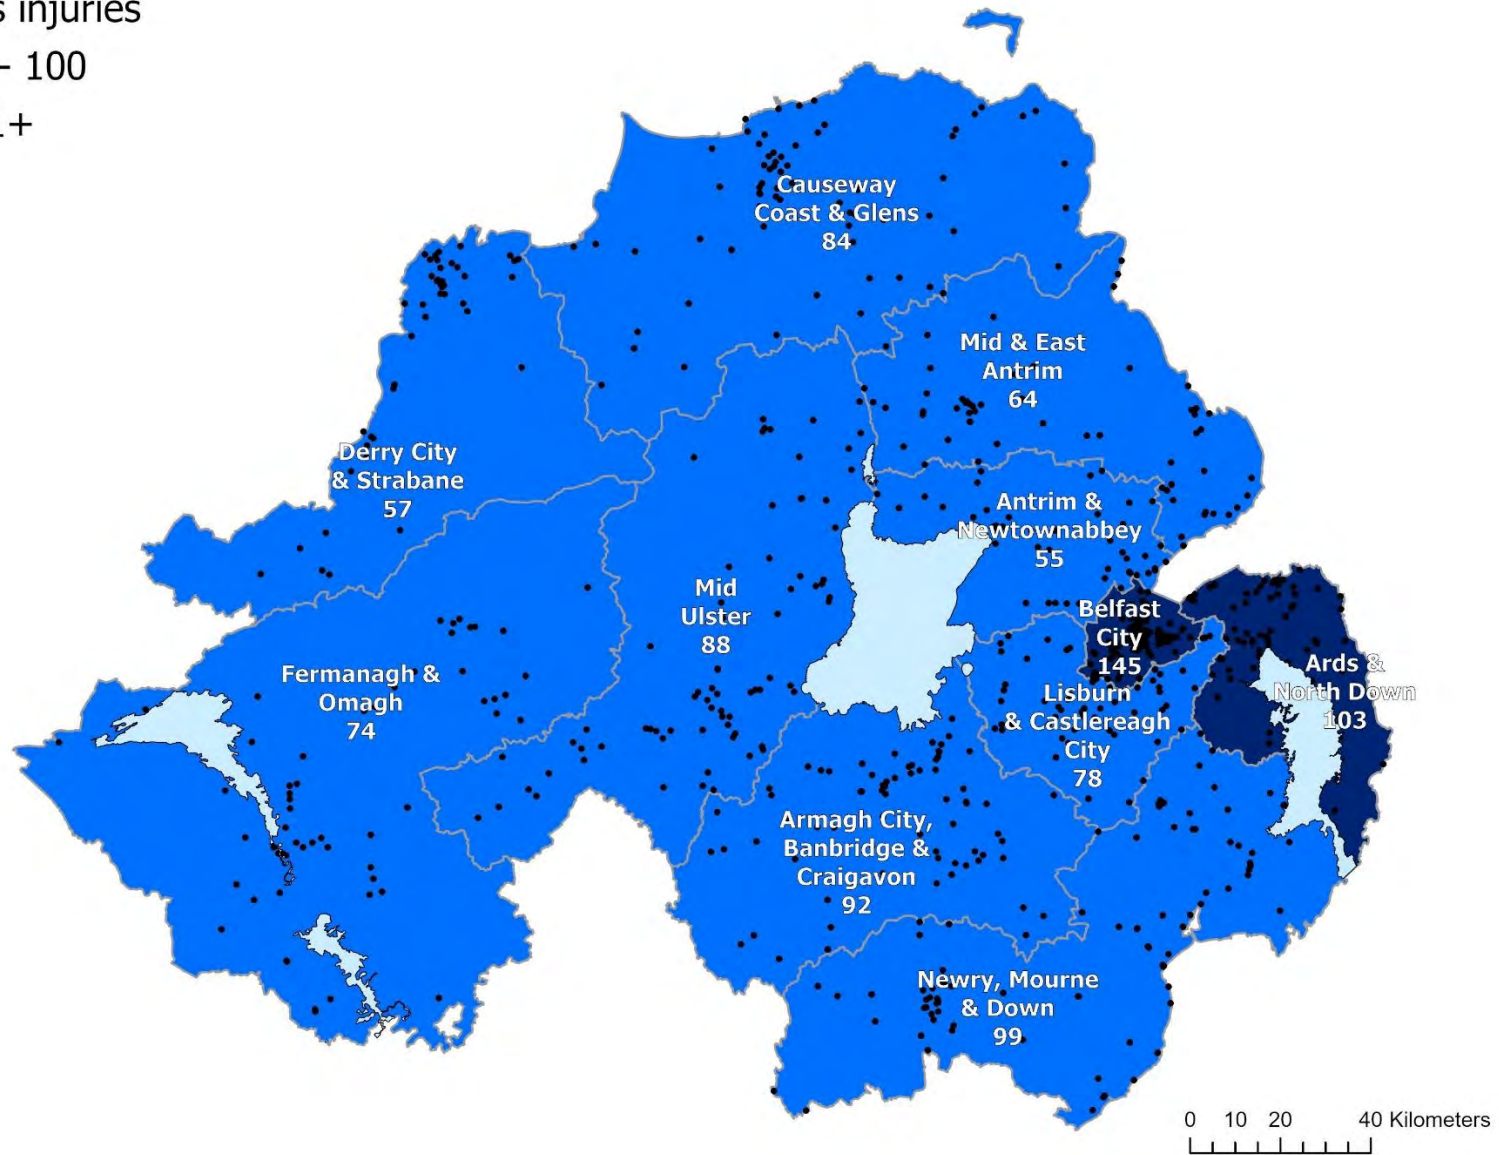 injuries
- 100
+
Causeway
Coast & Glens
84
Mid & East
Antrim
64
Derry City
& Strabane
57
Antrim &
Newtownabbey
55
Mid
Ulster
88
Belfast
City
145
Ards &
North Down
103
Fermanagh &
Omagh
74
Lisburn
& Castlereagh
City
78
Armagh City,
Banbridge &
Craigavon
92
Newry, Mourne
& Down
99
0 10 20 40 Kilometers